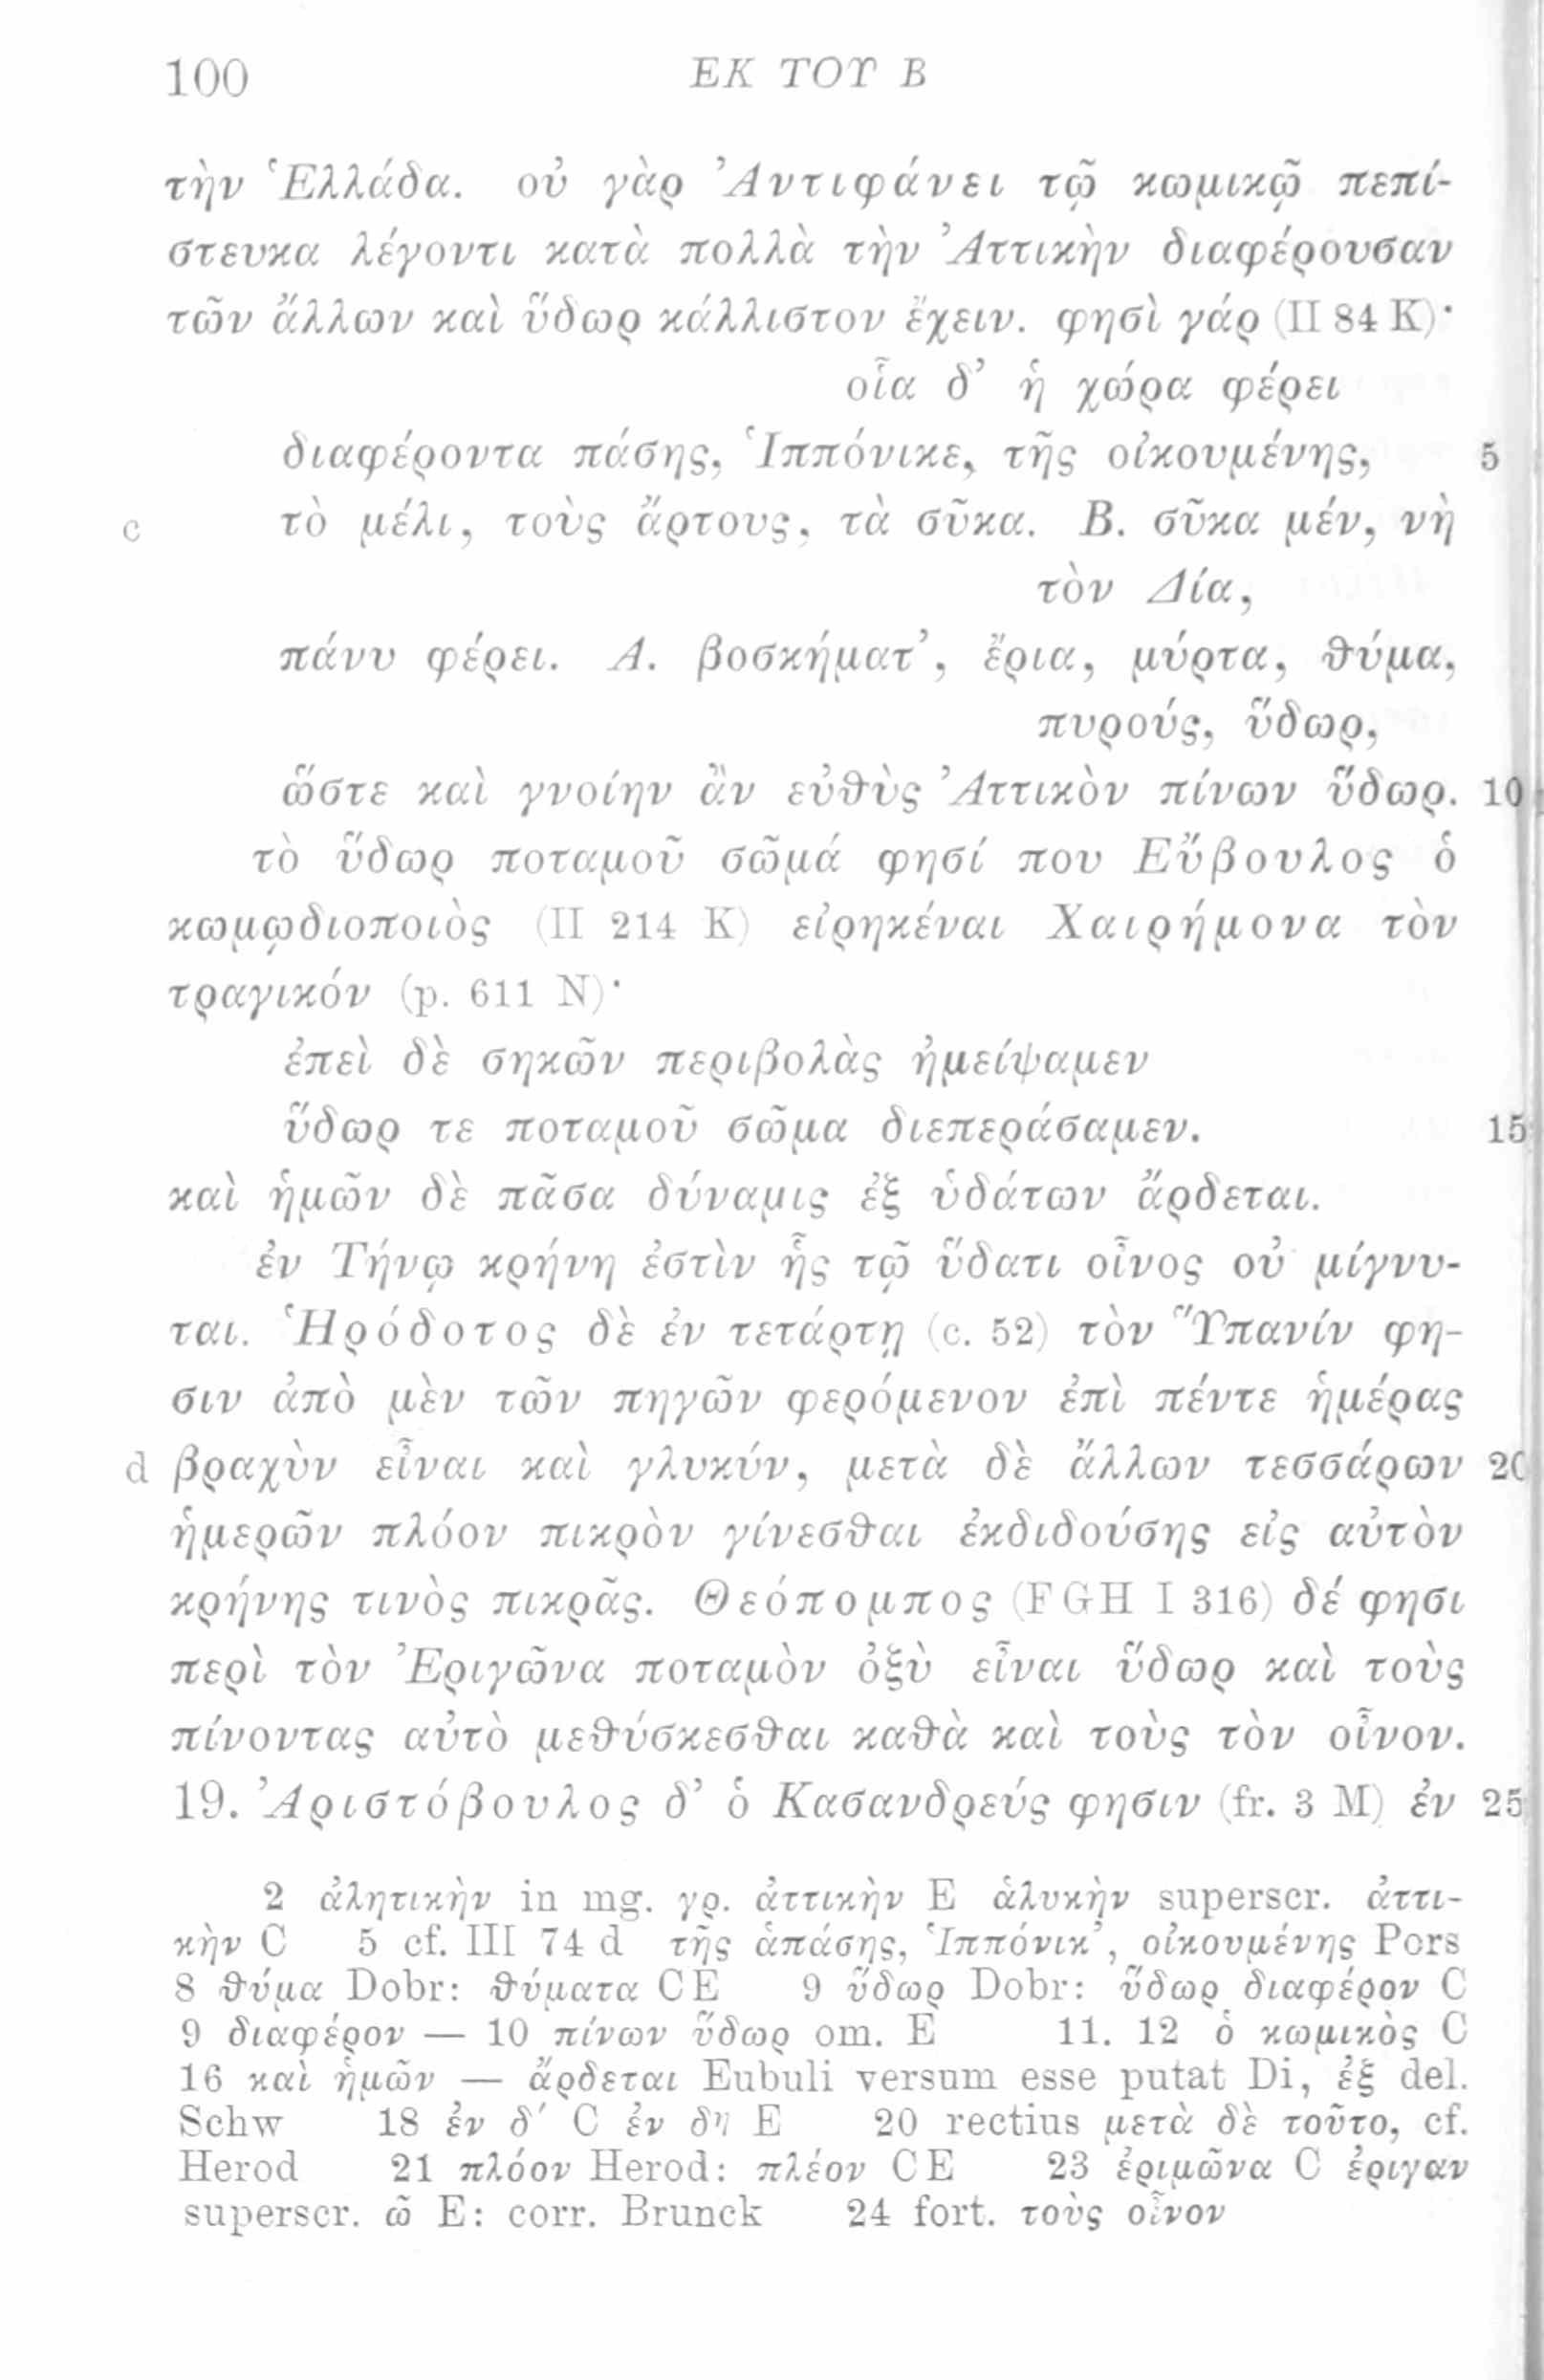 100 ΕΚ ΤΟΥ Β
τὴν Ἑλλάδα. οὐ γὰρ Ἀντιφάνει τῷ κωμικῷ πεπί-
στευκα λέγοντι κατὰ πολλὰ τὴν Ἀττικὴν διαφέρουσαν
τῶν ἄλλων καὶ ὕδωρ κάλλιστον ἔχειν. φησὶ γάρ (II 84 K)·
οἷα δ’ ἡ χώρα φέρει
διαφέροντα πάσης, Ἱππόνικε, τῆς οἰκουμένης, 5
c τὸ μέλι, τοὺς ἄρτους, τὰ σῦκα. Β. σῦκα μέν, νὴ
τὸν Δία,
πάνυ φέρει. Α. βοσκήματ’, ἔρια, μύρτα, θύμα,
πυρούς, ὕδωρ,
ὥστε καὶ γνοίην ἂν εὐθὺς Ἀττικὸν πίνων ὕδωρ. 10
τὸ ὕδωρ ποταμοῦ σῶμά φησί που Εὔβουλος ὁ
κωμῳδιοποιὸς (II 214 K) εἰρηκέναι Χαιρήμονα τὸν
τραγικόν (p. 611 N)·
ἐπεὶ δὲ σηκῶν περιβολὰς ἠμείψαμεν
ὕδωρ τε ποταμοῦ σῶμα διεπεράσαμεν. 15
καὶ ἡμῶν δὲ πᾶσα δύναμις ἐξ ὑδάτων ἄρδεται.
ἐν Τήνῳ κρήνη ἐστὶν ἧς τῷ ὕδατι οἶνος οὐ μίγνυ-
ται. Ἡρόδοτος δὲ ἐν τετάρτῃ (c. 52) τὸν Ὕπανίν φη-
σιν ἀπὸ μὲν τῶν πηγῶν φερόμενον ἐπὶ πέντε ἡμέρας
d βραχὺν εἶναι καὶ γλυκύν, μετὰ δὲ ἄλλων τεσσάρων 20
ἡμερῶν πλόον πικρὸν γίνεσθαι ἐκδιδούσης εἰς αὐτὸν
κρήνης τινὸς πικρᾶς. Θεόπομπος (FGH I 316) δέ φησι
περὶ τὸν Ἐριγῶνα ποταμὸν ὀξὺ εἶναι ὕδωρ καὶ τοὺς
πίνοντας αὐτὸ μεθύσκεσθαι καθὰ καὶ τοὺς τὸν οἶνον.
19. Ἀριστόβουλος δ’ ὁ Κασανδρεύς φησιν (fr. 3 M) ἐν 25
2 ἀλητικὴν in mg. γρ. ἀττικὴν E ἁλυκὴν superscr. ἀττι-
κὴν C 5 cf. III 74 d τῆς ἁπάσης, Ἱππόνικ’, οἰκουμένης Pors
8 θύμα Dobr: θύματα CE 9 ὕδωρ Dobr: ὕδωρ διαφέρον C
9 διαφέρον — 10 πίνων ὕδωρ om. E 11. 12 ὁ κωμικὸς C
16 καὶ ἡμῶν — ἄρδεται Eubuli versum esse putat Di, ἐξ del.
Schw 18 ἐν δ´ C ἐν δη E 20 rectius μετὰ δὲ τοῦτο, cf.
Herod 21 πλόον Herod: πλέον CE 23 ἐριμῶνα C ἐριγαν
superscr. ῶ E: corr. Brunck 24 fort. τοὺς οἶνον